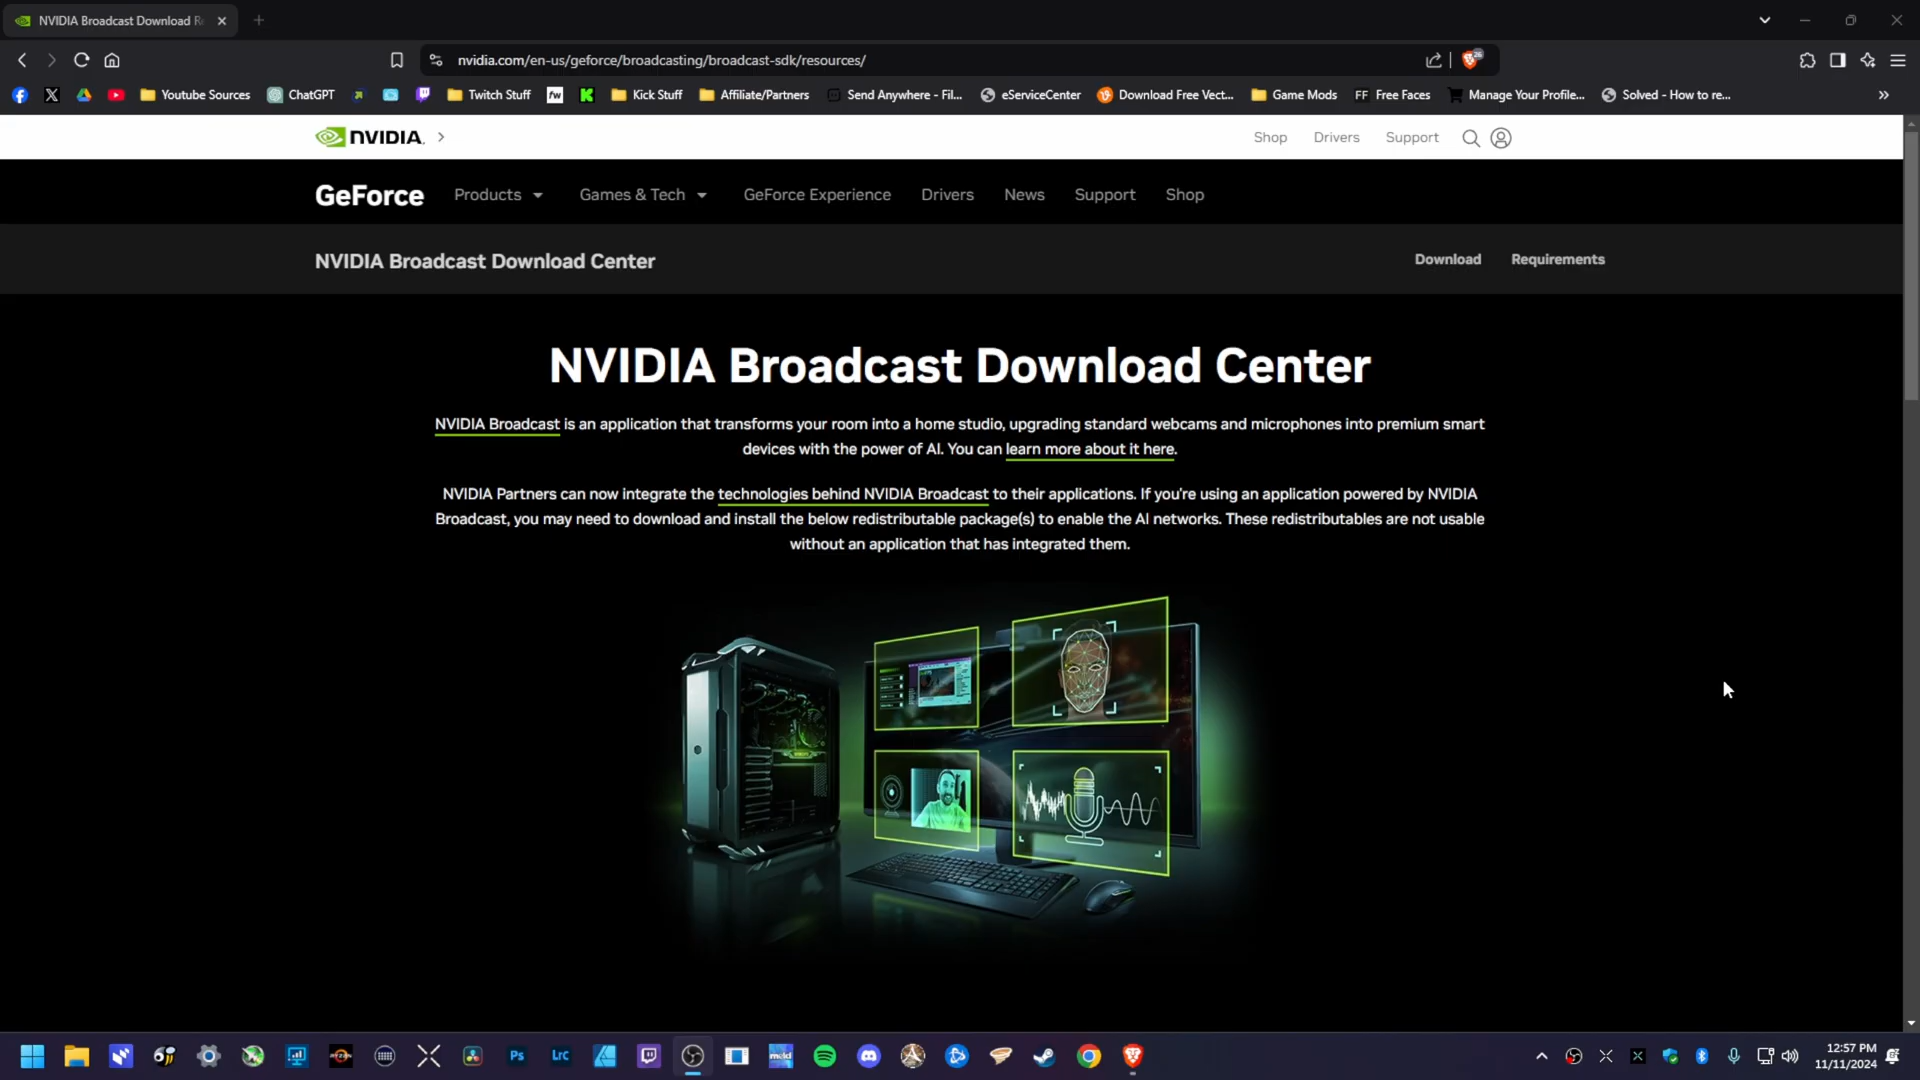 NVIDIA Broadcast Download R
nvidia.com/en-us/geforce/broadcasting/broadcast-sdk/resources/
26
Youtube Sources
ChatGPT
Twitch Stuff
fw
Kick Stuff
Affiliate/Partners
Send Anywhere - Fil...
eServiceCenter
Download Free Vect...
Game Mods
FF Free Faces
Manage Your Profile...
Solved - How to re...
NVIDIA.
Shop
Drivers
Support
GeForce
Products
Games & Tech
GeForce Experience
Drivers
News
Support
Shop
NVIDIA Broadcast Download Center
Download
Requirements
NVIDIA Broadcast Download Center
NVIDIA Broadcast is an application that transforms your room into a home studio, upgrading standard webcams and microphones into premium smart
devices with the power of AI. You can learn more about it here.
NVIDIA Partners can now integrate the technologies behind NVIDIA Broadcast to their applications. If you're using an application powered by NVIDIA
Broadcast, you may need to download and install the below redistributable package(s) to enable the AI networks. These redistributables are not usable
without an application that has integrated them.
RYZEN
Ps
Lrc
meld
12:57 PM
11/11/2024